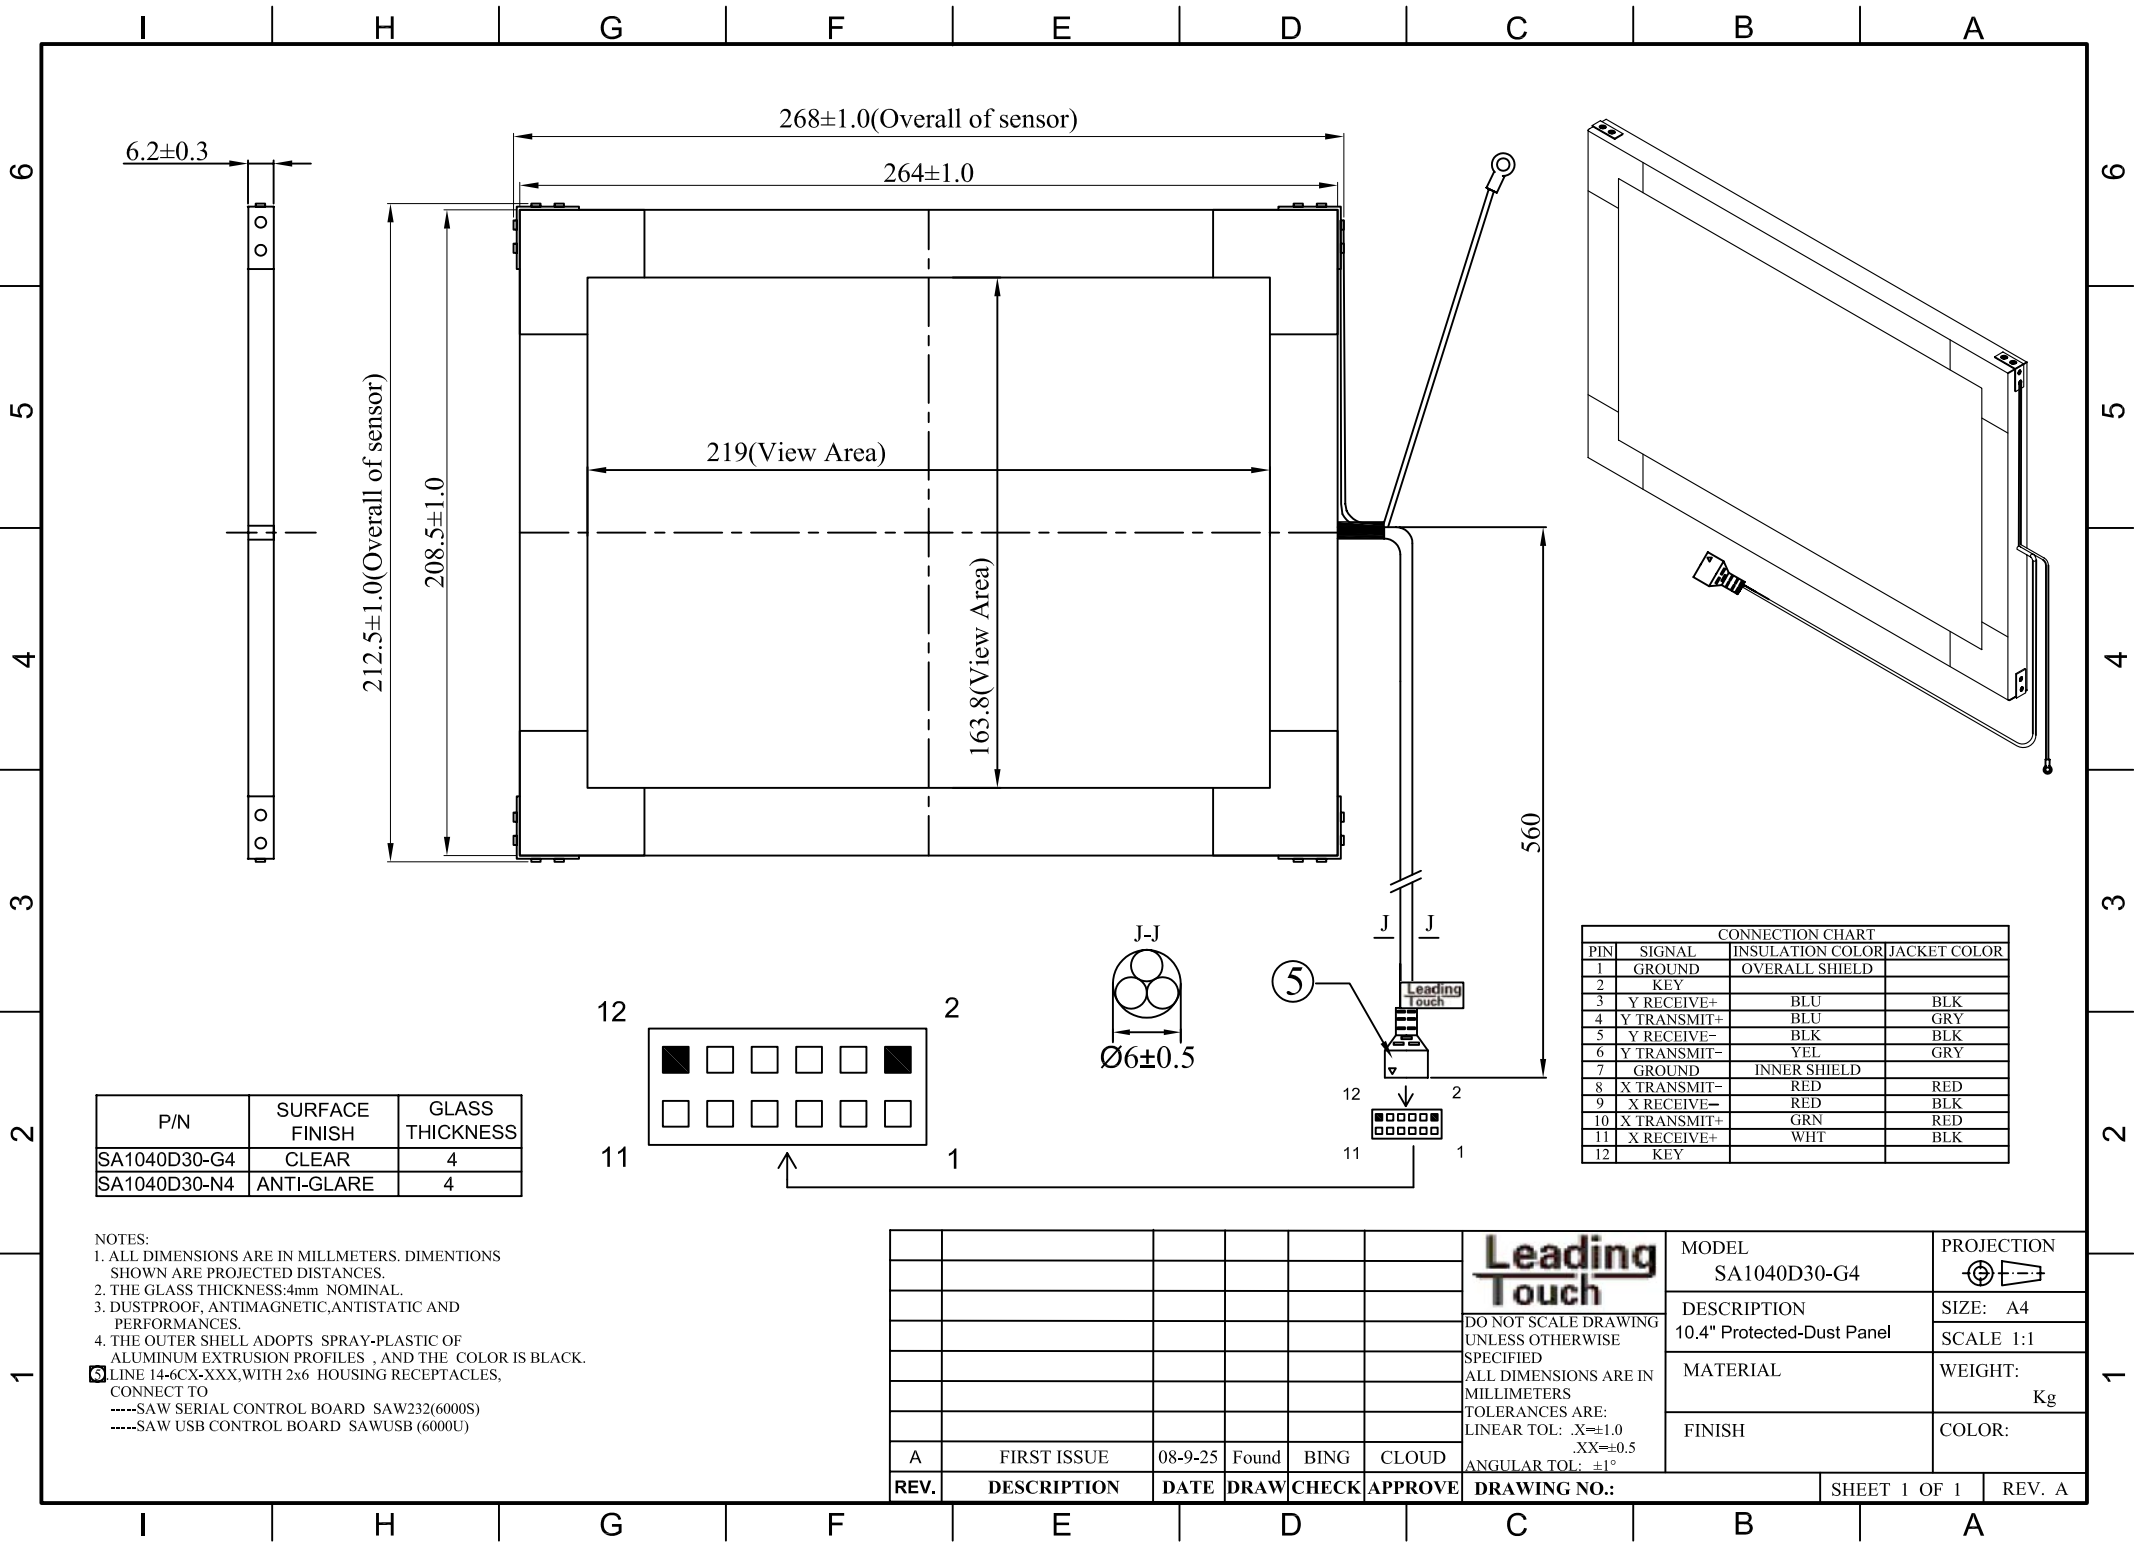 I H G F E D C B A
6
5
4
3
2
1
6
5
4
3
2
1
268±1.0(Overall of sensor)
264±1.0
6.2±0.3
212.5±1.0(Overall of sensor)
208.5±1.0
219(View Area)
163.8(View Area)
560
J J
J-J
Ø6±0.5
5
Leading
Touch
12 2
11 1
12 2
11 1
CONNECTION CHART
PIN SIGNAL INSULATION COLOR JACKET COLOR
1 GROUND OVERALL SHIELD
2 KEY
3 Y RECEIVE+ BLU BLK
4 Y TRANSMIT+ BLU GRY
5 Y RECEIVE- BLK BLK
6 Y TRANSMIT- YEL GRY
7 GROUND INNER SHIELD
8 X TRANSMIT- RED RED
9 X RECEIVE- RED BLK
10 X TRANSMIT+ GRN RED
11 X RECEIVE+ WHT BLK
12 KEY
P/N SURFACE FINISH GLASS THICKNESS
SA1040D30-G4 CLEAR 4
SA1040D30-N4 ANTI-GLARE 4
NOTES:
1. ALL DIMENSIONS ARE IN MILLMETERS. DIMENTIONS
SHOWN ARE PROJECTED DISTANCES.
2. THE GLASS THICKNESS:4mm NOMINAL.
3. DUSTPROOF, ANTIMAGNETIC,ANTISTATIC AND
PERFORMANCES.
4. THE OUTER SHELL ADOPTS SPRAY-PLASTIC OF
ALUMINUM EXTRUSION PROFILES , AND THE COLOR IS BLACK.
5.LINE 14-6CX-XXX,WITH 2x6 HOUSING RECEPTACLES,
CONNECT TO
-----SAW SERIAL CONTROL BOARD SAW232(6000S)
-----SAW USB CONTROL BOARD SAWUSB (6000U)
A FIRST ISSUE 08-9-25 Found BING CLOUD
REV. DESCRIPTION DATE DRAW CHECK APPROVE
Leading
Touch
DO NOT SCALE DRAWING
UNLESS OTHERWISE
SPECIFIED
ALL DIMENSIONS ARE IN
MILLIMETERS
TOLERANCES ARE:
LINEAR TOL: .X=±1.0
.XX=±0.5
ANGULAR TOL: ±1°
DRAWING NO.:
MODEL
SA1040D30-G4
DESCRIPTION
10.4" Protected-Dust Panel
MATERIAL
FINISH
PROJECTION
SIZE: A4
SCALE 1:1
WEIGHT:
Kg
COLOR:
SHEET 1 OF 1
REV. A
I H G F E D C B A